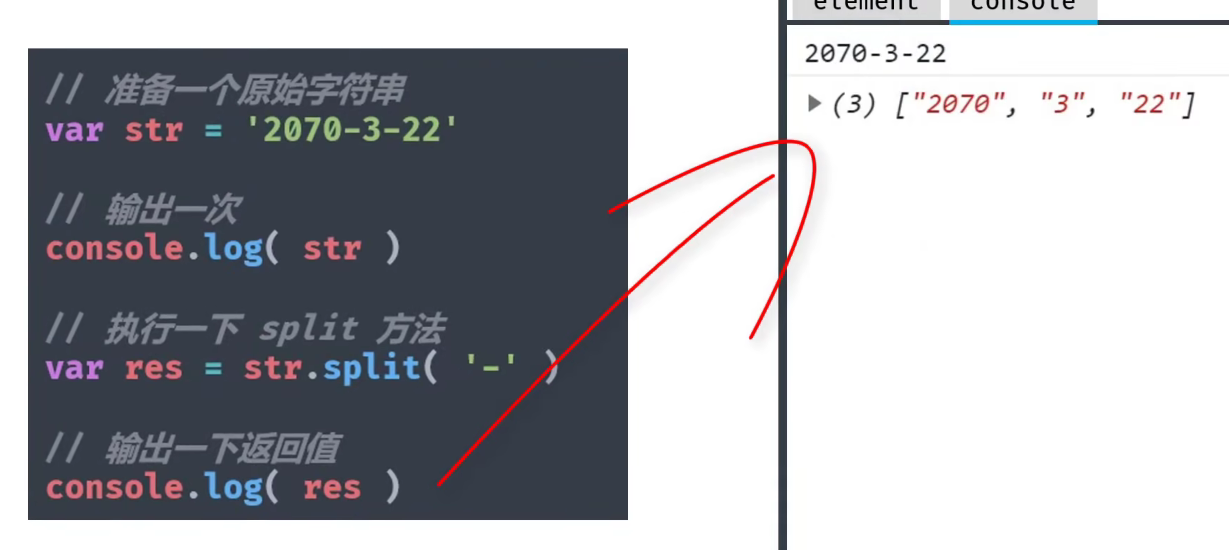 // 准备一个原始字符串
var str = '2070-3-22'
// 输出一次
console.log( str )
// 执行一下 split 方法
var res = str.split( '-' )
// 输出一下返回值
console.log( res )
element console
2070-3-22
(3) ["2070", "3", "22"]